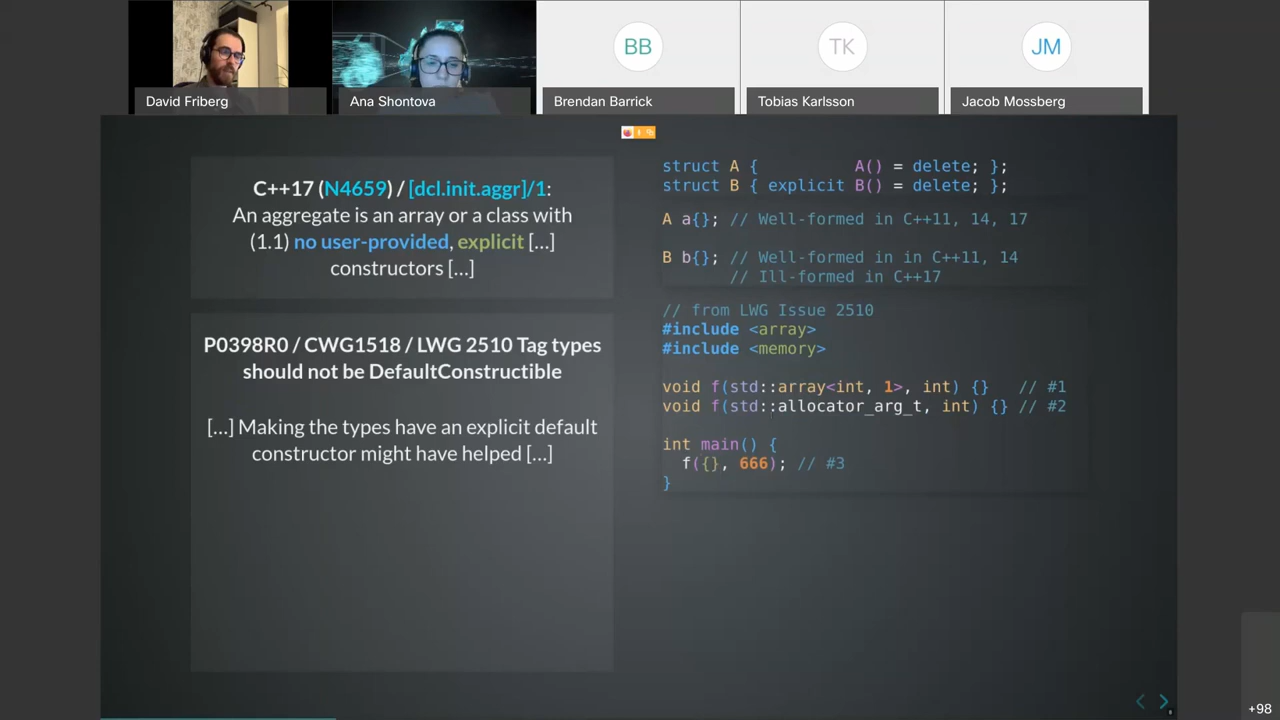 BB
TK
JM
David Friberg
Ana Shontova
Brendan Barrick
Tobias Karlsson
Jacob Mossberg
C++17 (N4659) / [dcl.init.aggr]/1:
An aggregate is an array or a class with
(1.1) no user-provided, explicit [...]
constructors [...]
P0398R0 / CWG1518 / LWG 2510 Tag types
should not be DefaultConstructible
[...] Making the types have an explicit default
constructor might have helped [...]
struct A {          A() = delete; };
struct B { explicit B() = delete; };
A a{}; // Well-formed in C++11, 14, 17
B b{}; // Well-formed in in C++11, 14
// Ill-formed in in C++17
// from LWG Issue 2510
#include <array>
#include <memory>
void f(std::array<int, 1>, int) {}   // #1
void f(std::allocator_arg_t, int) {} // #2
int main() {
f({}, 666); // #3
}
+98